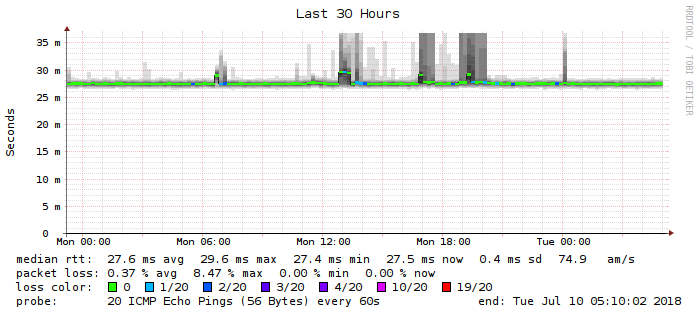 Last 30 Hours
RRDTOOL / TOBI OETIKER
Seconds
35 m
30 m
25 m
20 m
15 m
10 m
5 m
0
Mon 00:00 Mon 06:00 Mon 12:00 Mon 18:00 Tue 00:00
median rtt: 27.6 ms avg 29.6 ms max 27.4 ms min 27.5 ms now 0.4 ms sd 74.9 am/s
packet loss: 0.37 % avg 8.47 % max 0.00 % min 0.00 % now
loss color: 0 1/20 2/20 3/20 4/20 10/20 19/20
probe: 20 ICMP Echo Pings (56 Bytes) every 60s end: Tue Jul 10 05:10:02 2018